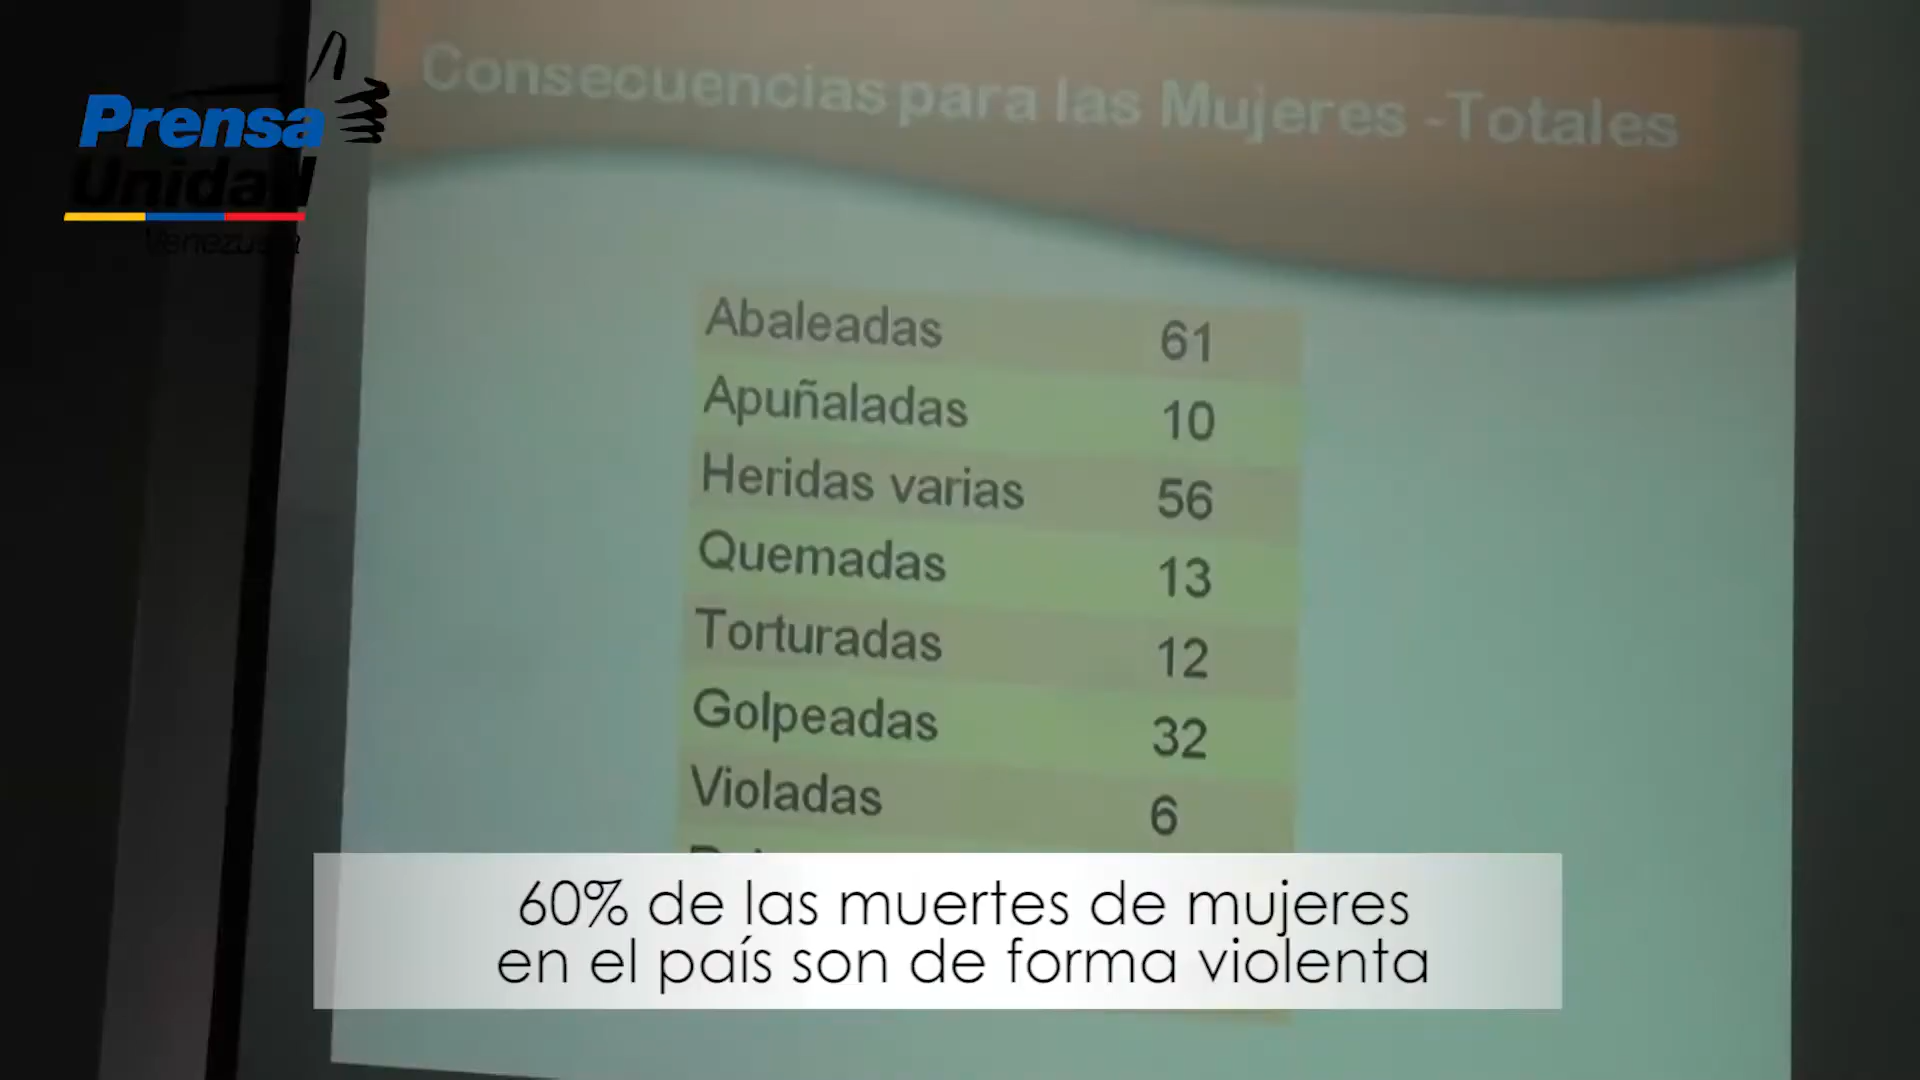 Prensa
Unidad
Venezuela
Consecuencias para las Mujeres -Totales
Abaleadas 61
Apuñaladas 10
Heridas varias 56
Quemadas 13
Torturadas 12
Golpeadas 32
Violadas 6
60% de las muertes de mujeres
en el país son de forma violenta